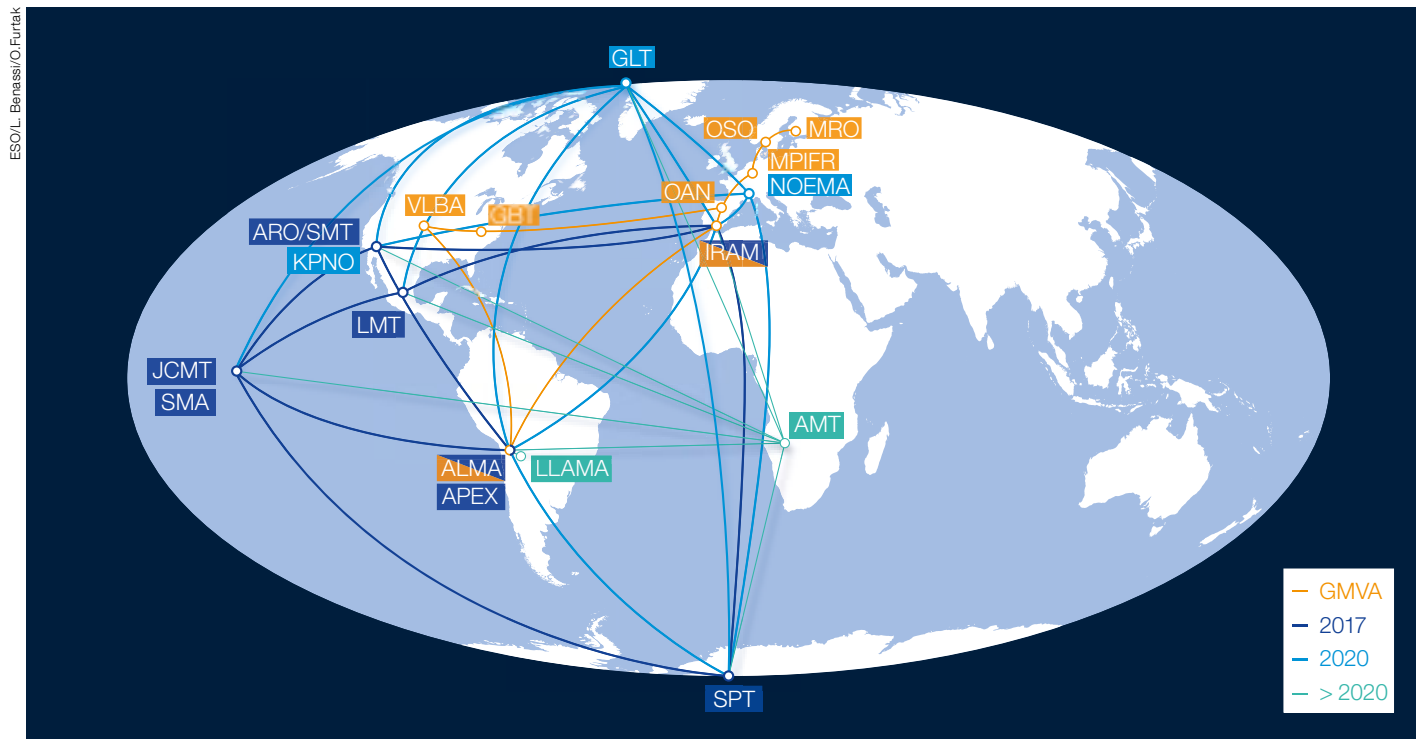 ESO/L. Benassi/O.Furtak
GLT
OSO
MRO
MPIFR
NOEMA
OAN
VLBA
ARO/SMT
KPNO
IRAM
LMT
JCMT
SMA
AMT
ALMA
LLAMA
APEX
SPT
GMVA
2017
2020
> 2020